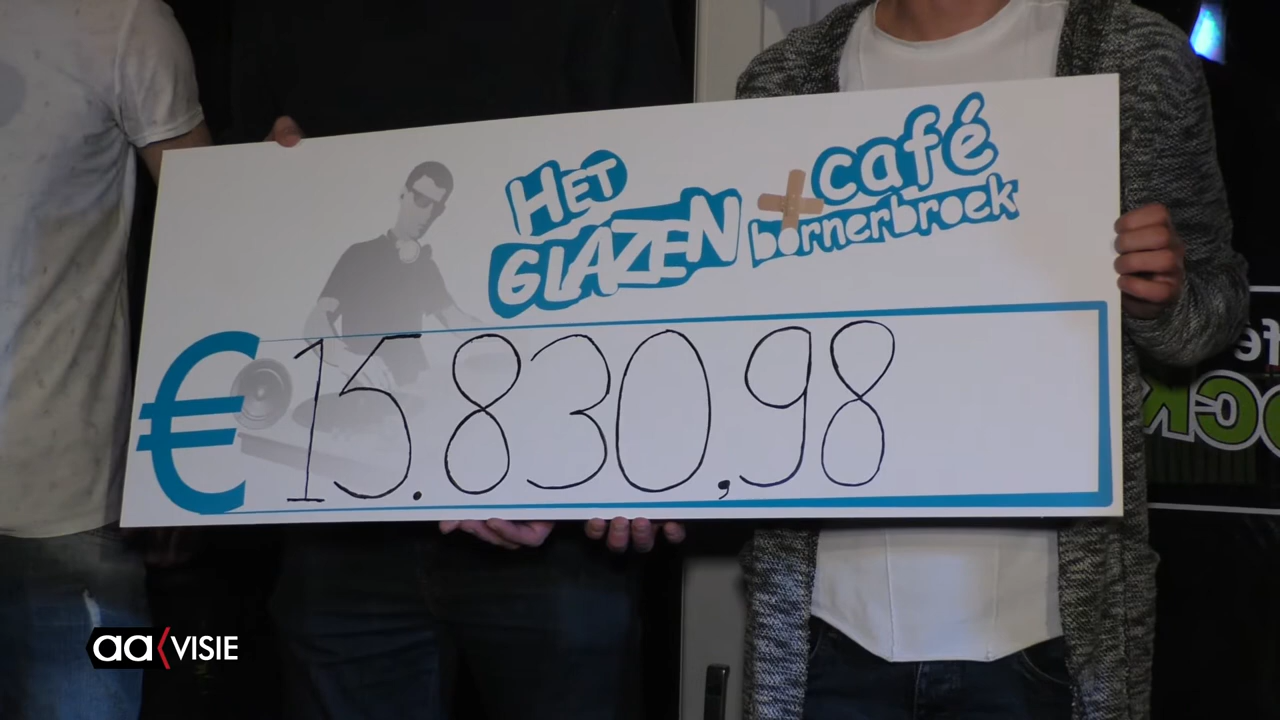 HET
GLAZEN
café
bornerbroek
€ 15.830,98
aa VISIE